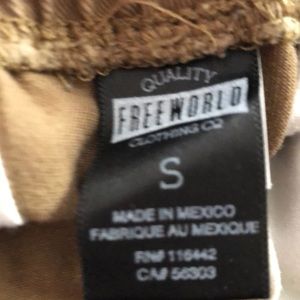 QUALITY
FREEWORLD
CLOTHING CO
S
MADE IN MEXICO
FABRIQUE AU MEXIQUE
RN# 116442
CA# 56303